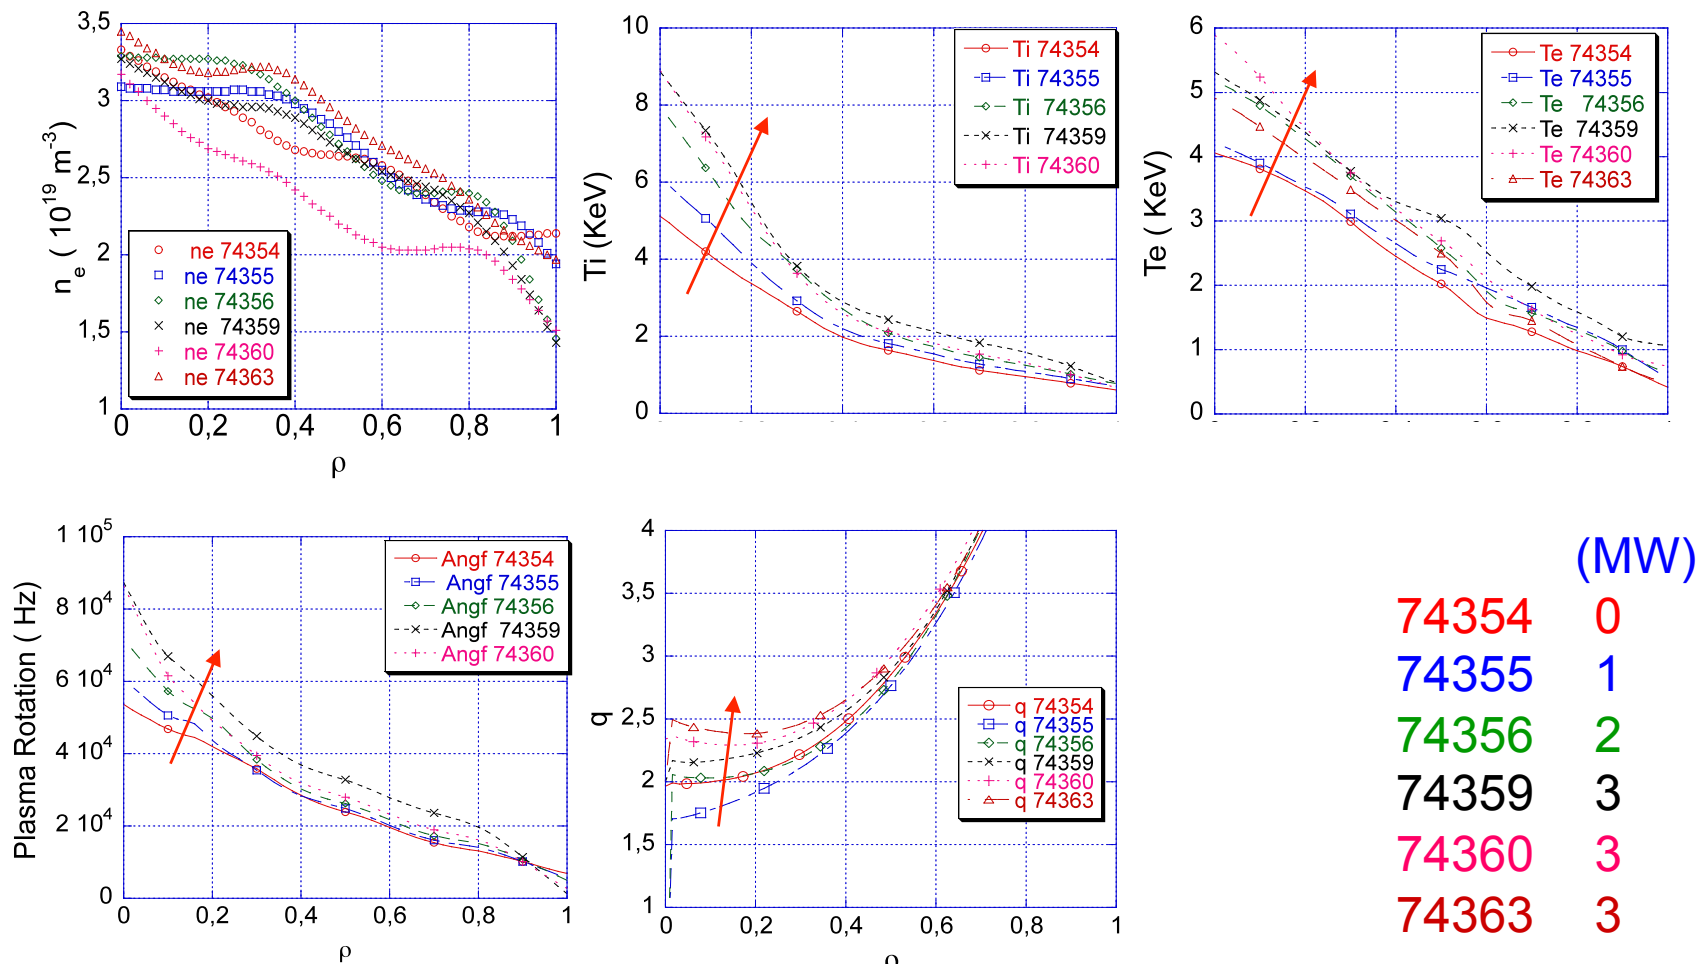 3,5
3
2,5
2
1,5
1
n e ( 10 19 m -3 )
ne 74354
ne 74355
ne 74356
ne 74359
ne 74360
ne 74363
0 0,2 0,4 0,6 0,8 1
ρ
10
8
6
4
2
0
Ti (KeV)
Ti 74354
Ti 74355
Ti 74356
Ti 74359
Ti 74360
6
5
4
3
2
1
0
Te ( KeV)
Te 74354
Te 74355
Te 74356
Te 74359
Te 74360
Te 74363
1 10 5
8 10 4
6 10 4
4 10 4
2 10 4
0
Plasma Rotation ( Hz)
Angf 74354
Angf 74355
Angf 74356
Angf 74359
Angf 74360
0 0,2 0,4 0,6 0,8 1
ρ
4
3,5
3
2,5
2
1,5
1
q
q 74354
q 74355
q 74356
q 74359
q 74360
q 74363
0 0,2 0,4 0,6 0,8 1
(MW)
74354 0
74355 1
74356 2
74359 3
74360 3
74363 3